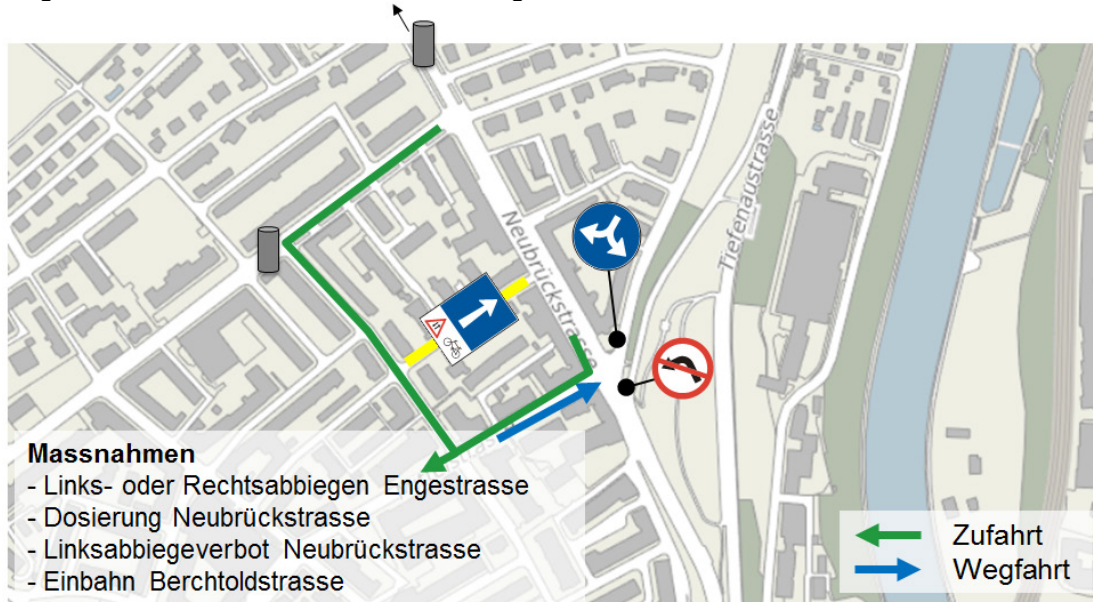 Neubrückstrasse
Tiefenaustrasse
Massnahmen
- Links- oder Rechtsabbiegen Engestrasse
- Dosierung Neubrückstrasse
- Linksabbiegeverbot Neubrückstrasse
- Einbahn Berchtoldstrasse
Zufahrt
Wegfahrt